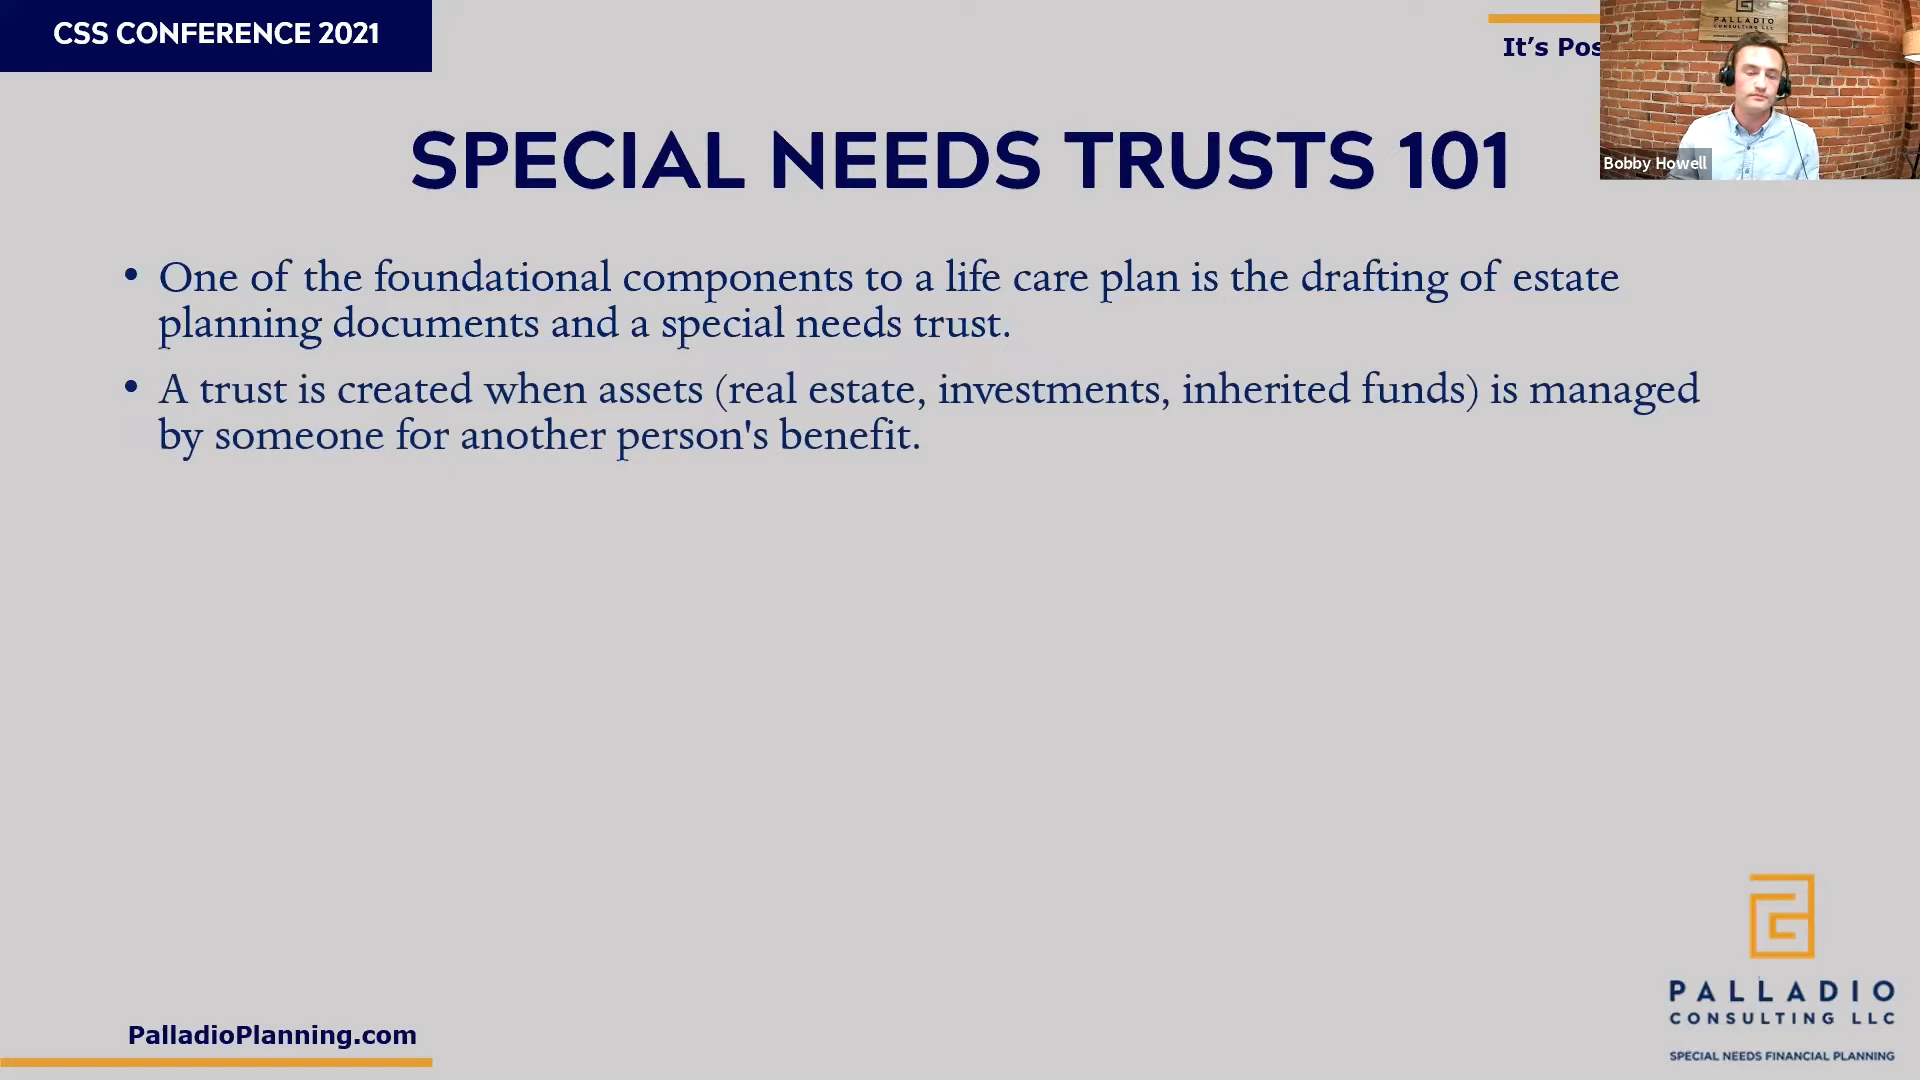 CSS CONFERENCE 2021
It's Pos
PALLADIO
CONSULTING LLC
Bobby Howell
SPECIAL NEEDS TRUSTS 101
• One of the foundational components to a life care plan is the drafting of estate
planning documents and a special needs trust.
• A trust is created when assets (real estate, investments, inherited funds) is managed
by someone for another person's benefit.
PALLADIO
CONSULTING LLC
SPECIAL NEEDS FINANCIAL PLANNING
PalladioPlanning.com